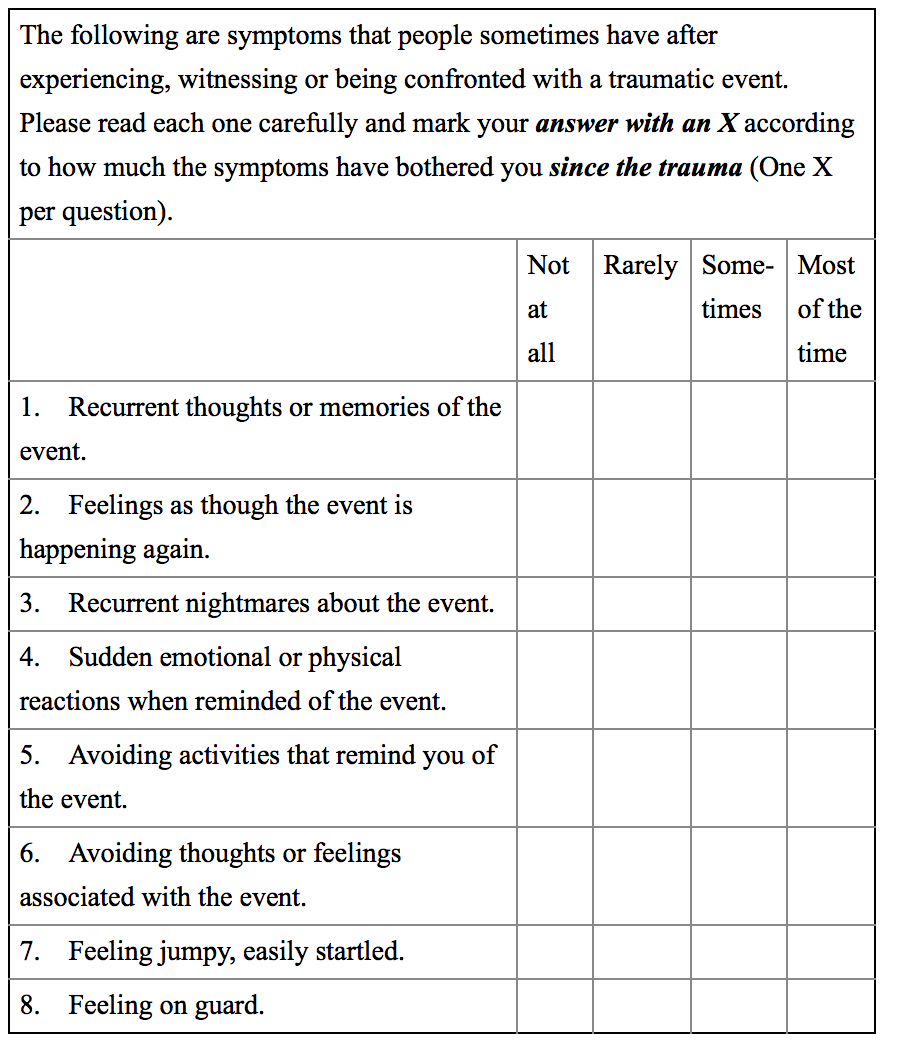 The following are symptoms that people sometimes have after
experiencing, witnessing or being confronted with a traumatic event.
Please read each one carefully and mark your answer with an X according
to how much the symptoms have bothered you since the trauma (One X
per question).
Not
at
all
Rarely
Some-
times
Most
of the
time
1. Recurrent thoughts or memories of the
event.
2. Feelings as though the event is
happening again.
3. Recurrent nightmares about the event.
4. Sudden emotional or physical
reactions when reminded of the event.
5. Avoiding activities that remind you of
the event.
6. Avoiding thoughts or feelings
associated with the event.
7. Feeling jumpy, easily startled.
8. Feeling on guard.